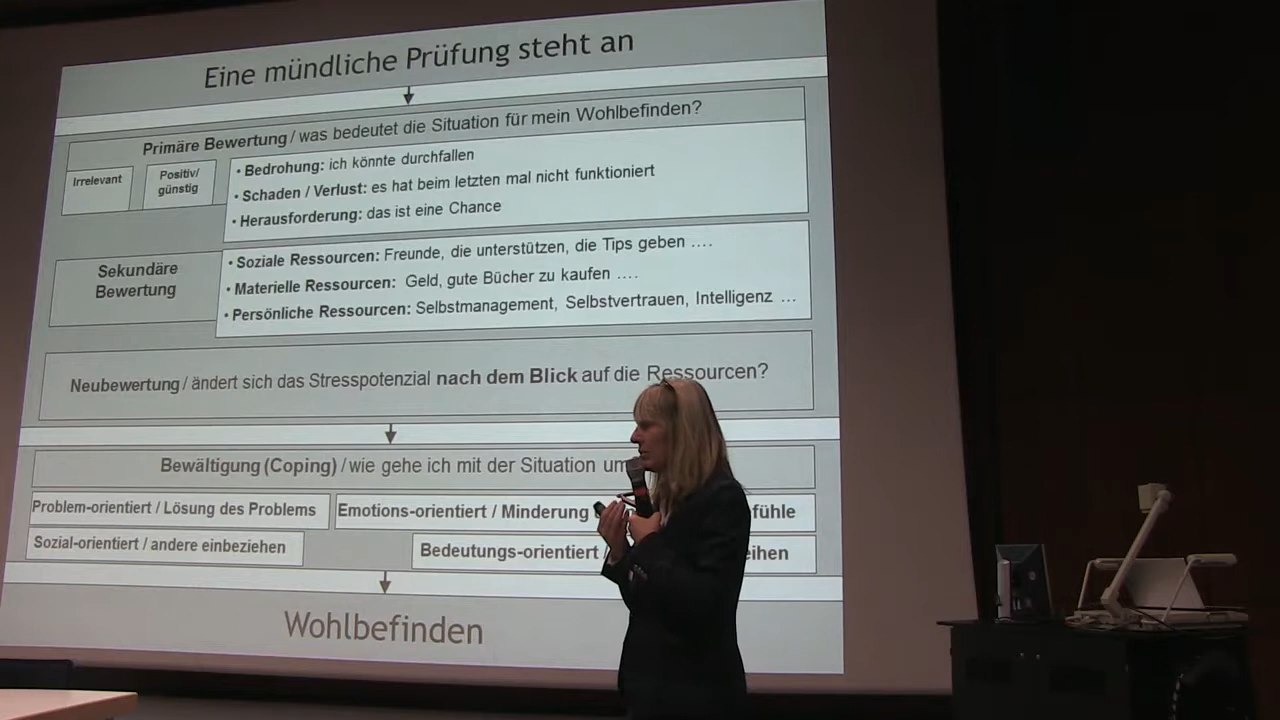 Eine mündliche Prüfung steht an
Primäre Bewertung / was bedeutet die Situation für mein Wohlbefinden?
Irrelevant
Positiv/
günstig
• Bedrohung: ich könnte durchfallen
• Schaden / Verlust: es hat beim letzten mal nicht funktioniert
• Herausforderung: das ist eine Chance
Sekundäre
Bewertung
• Soziale Ressourcen: Freunde, die unterstützen, die Tips geben ….
• Materielle Ressourcen: Geld, gute Bücher zu kaufen ….
• Persönliche Ressourcen: Selbstmanagement, Selbstvertrauen, Intelligenz …
Neubewertung / ändert sich das Stresspotenzial nach dem Blick auf die Ressourcen?
Bewältigung (Coping) / wie gehe ich mit der Situation um
Problem-orientiert / Lösung des Problems
Emotions-orientiert / Minderung fühle
Sozial-orientiert / andere einbeziehen
Bedeutungs-orientiert / eihen
Wohlbefinden